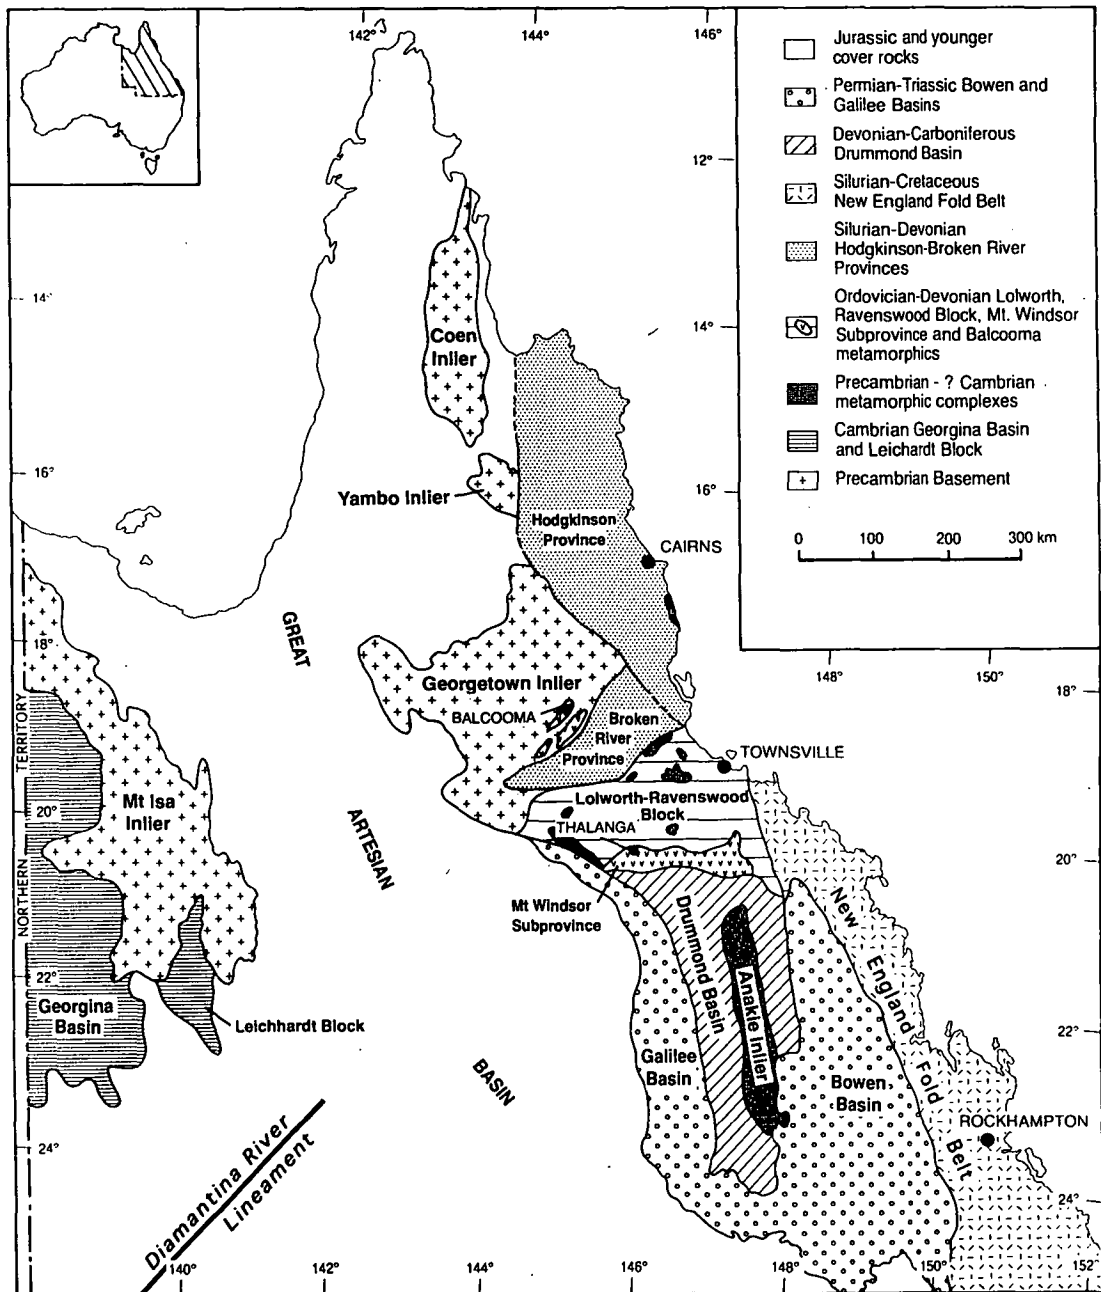 142°
144°
146°
Jurassic and younger
cover rocks
Permian-Triassic Bowen and
Galilee Basins
Devonian-Carboniferous
Drummond Basin
Silurian-Cretaceous
New England Fold Belt
Silurian-Devonian
Hodgkinson-Broken River
Provinces
Ordovician-Devonian Lolworth,
Ravenswood Block, Mt. Windsor
Subprovince and Balcooma
metamorphics
Precambrian - ? Cambrian
metamorphic complexes
Cambrian Georgina Basin
and Leichardt Block
Precambrian Basement
0 100 200 300 km
12°
14°
14°
16°
16°
18°
148°
150°
18°
20°
20°
22°
22°
24°
24°
Coen
Inlier
Yambo Inlier
Hodgkinson
Province
CAIRNS
GREAT
ARTESIAN
BASIN
Georgetown Inlier
BALCOOMA
Broken
River
Province
TOWNSVILLE
NORTHERN TERRITORY
Mt Isa
Inlier
Lolworth-Ravenswood
Block
THALANGA
Mt Windsor
Subprovince
Drummond Basin
Anakie Inlier
New England Fold Belt
Georgina
Basin
Leichhardt Block
Galilee
Basin
Bowen
Basin
ROCKHAMPTON
Diamantina River
Lineament
140°
142°
144°
146°
148°
150°
152°